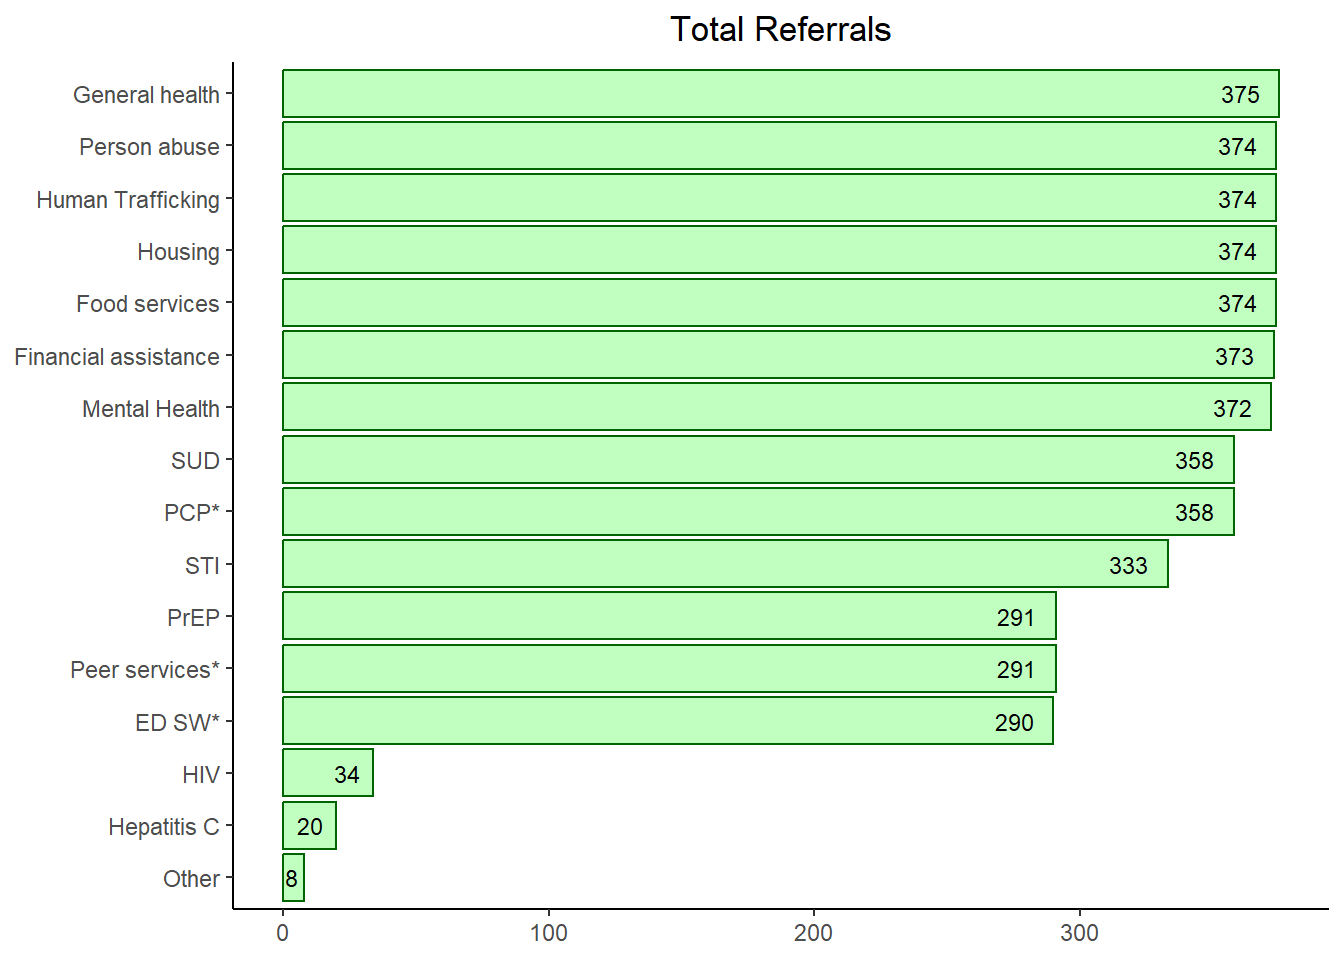 Total Referrals
General health 375
Person abuse 374
Human Trafficking 374
Housing 374
Food services 374
Financial assistance 373
Mental Health 372
SUD 358
PCP* 358
STI 333
PrEP 291
Peer services* 291
ED SW* 290
HIV 34
Hepatitis C 20
Other 8
0 100 200 300